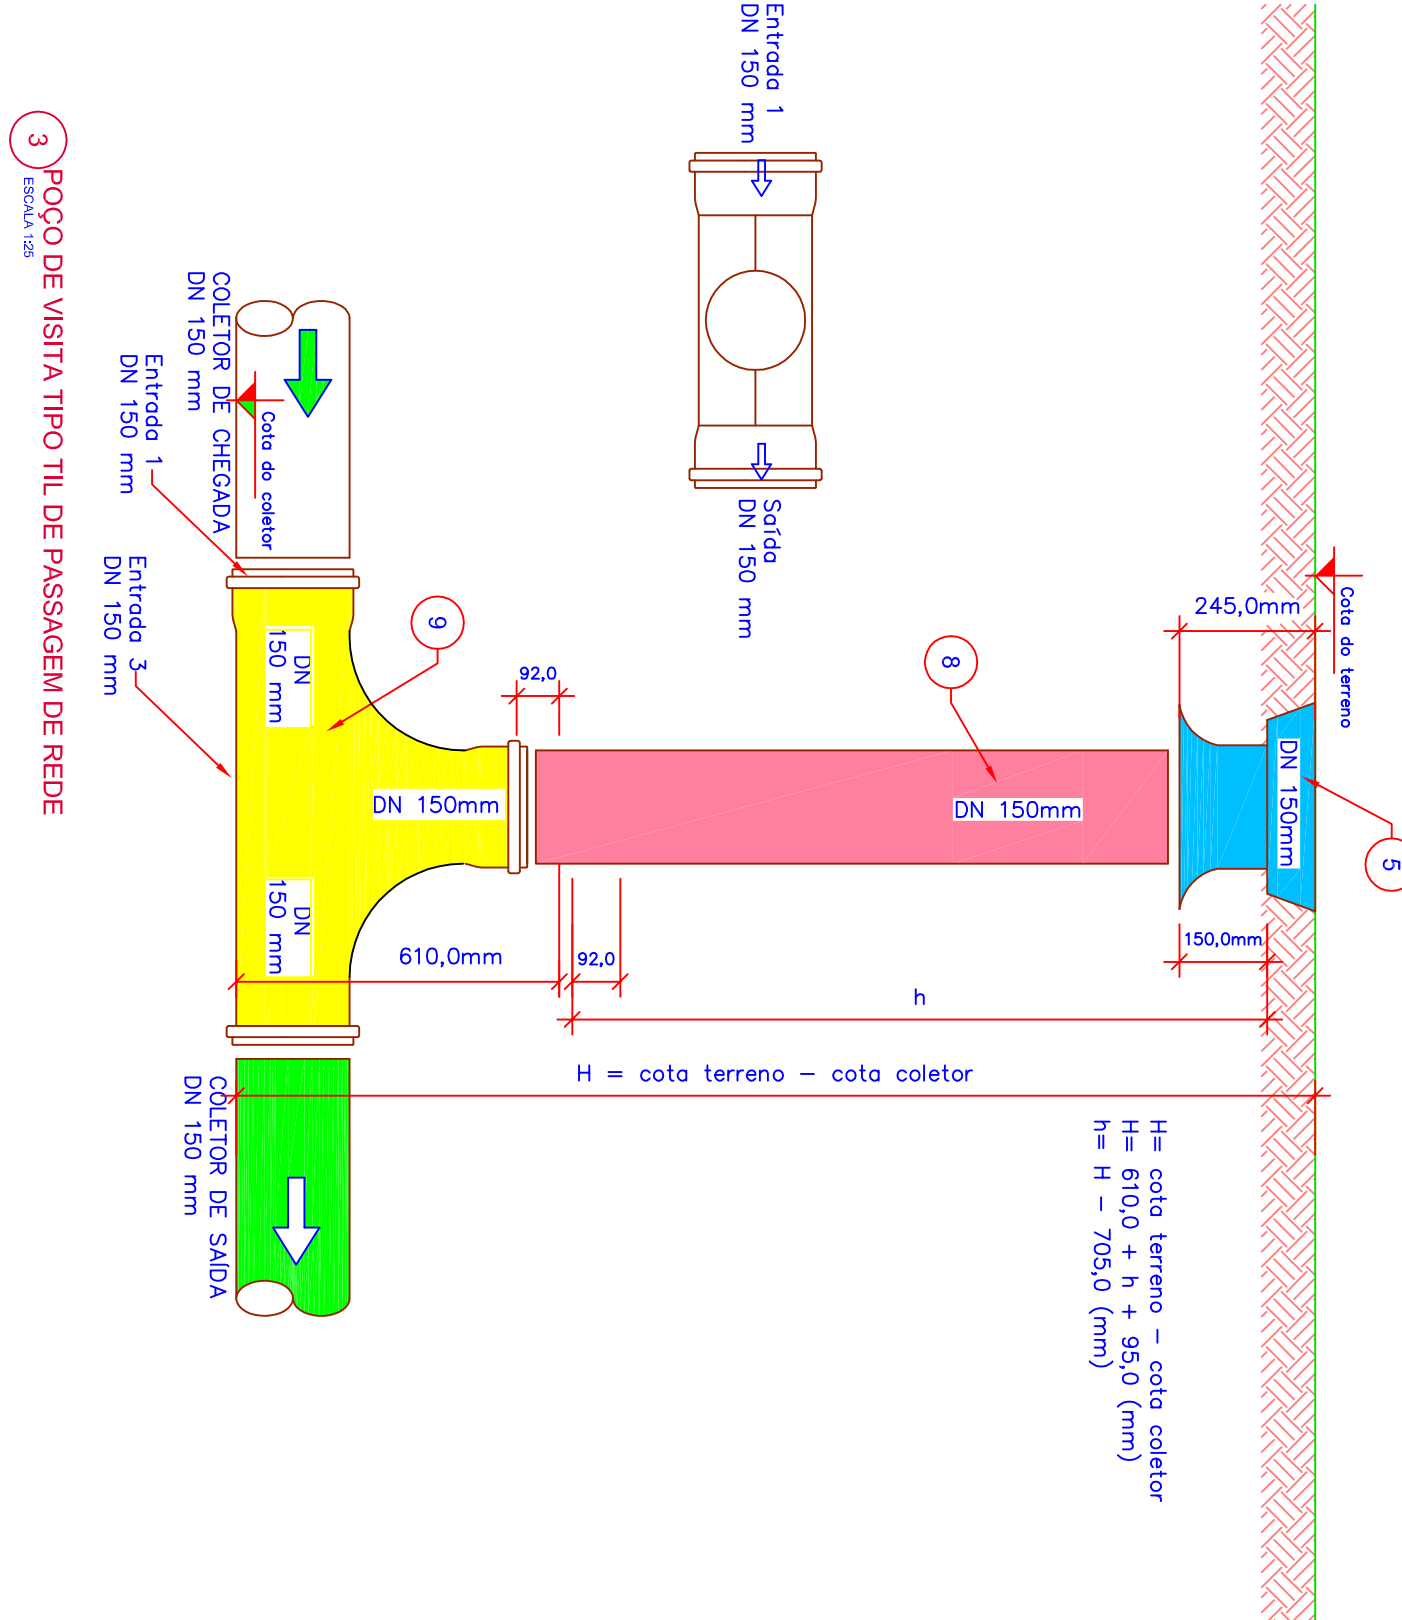 Entrada 1
DN 150 mm
Saída
DN 150 mm
Cota do terreno
245,0mm
5
DN 150mm
150,0mm
8
DN 150mm
92,0
92,0
h
610,0mm
H = cota terreno - cota coletor
H= cota terreno - cota coletor
H= 610,0 + h + 95,0 (mm)
h= H - 705,0 (mm)
9
DN 150mm
DN
150 mm
DN
150 mm
Cota do coletor
COLETOR DE CHEGADA
DN 150 mm
Entrada 1
DN 150 mm
Entrada 3
DN 150 mm
COLETOR DE SAÍDA
DN 150 mm
3
POÇO DE VISITA TIPO TIL DE PASSAGEM DE REDE
ESCALA 1:25